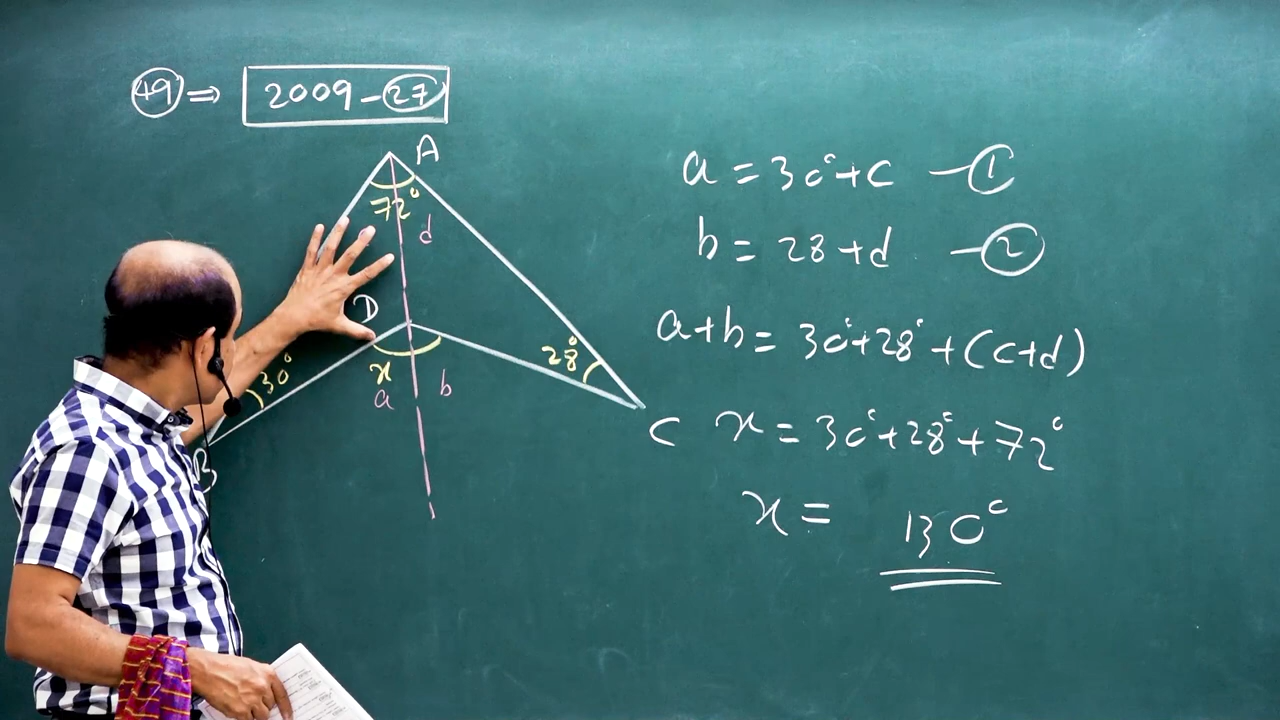 49 ⇒ 2009 - 27
A
72°
d
D
30°
x
a
b
28°
B
C
a = 30° + c — 1
b = 28 + d — 2
a + b = 30° + 28° + (c + d)
x = 30° + 28° + 72°
x = 130°